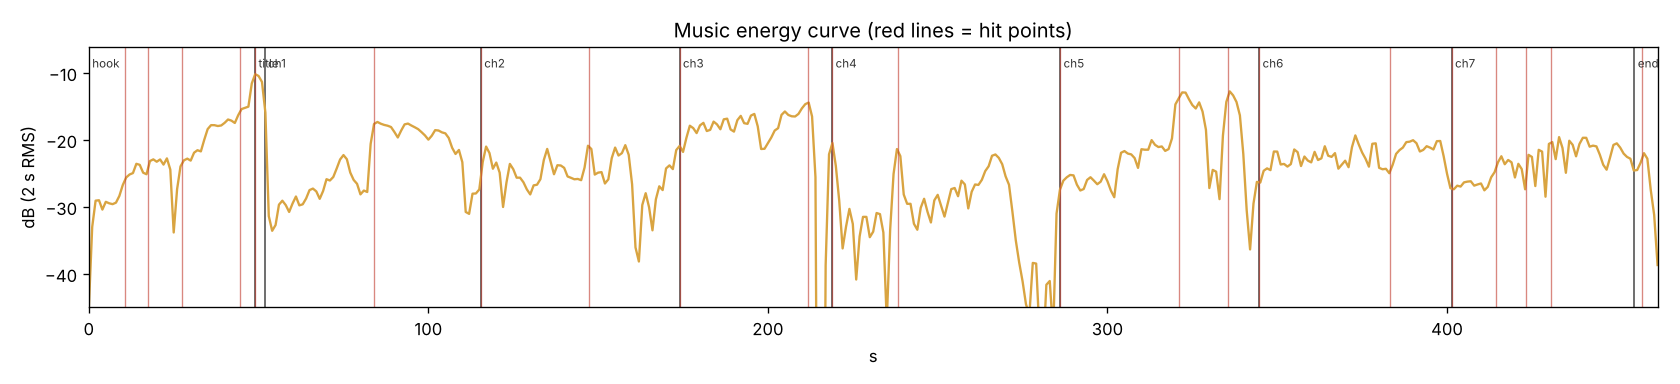 Music energy curve (red lines = hit points)
dB (2 s RMS)
−10
−20
−30
−40
hook
ch1
ch2
ch3
ch4
ch5
ch6
ch7
end
0
100
200
300
400
s